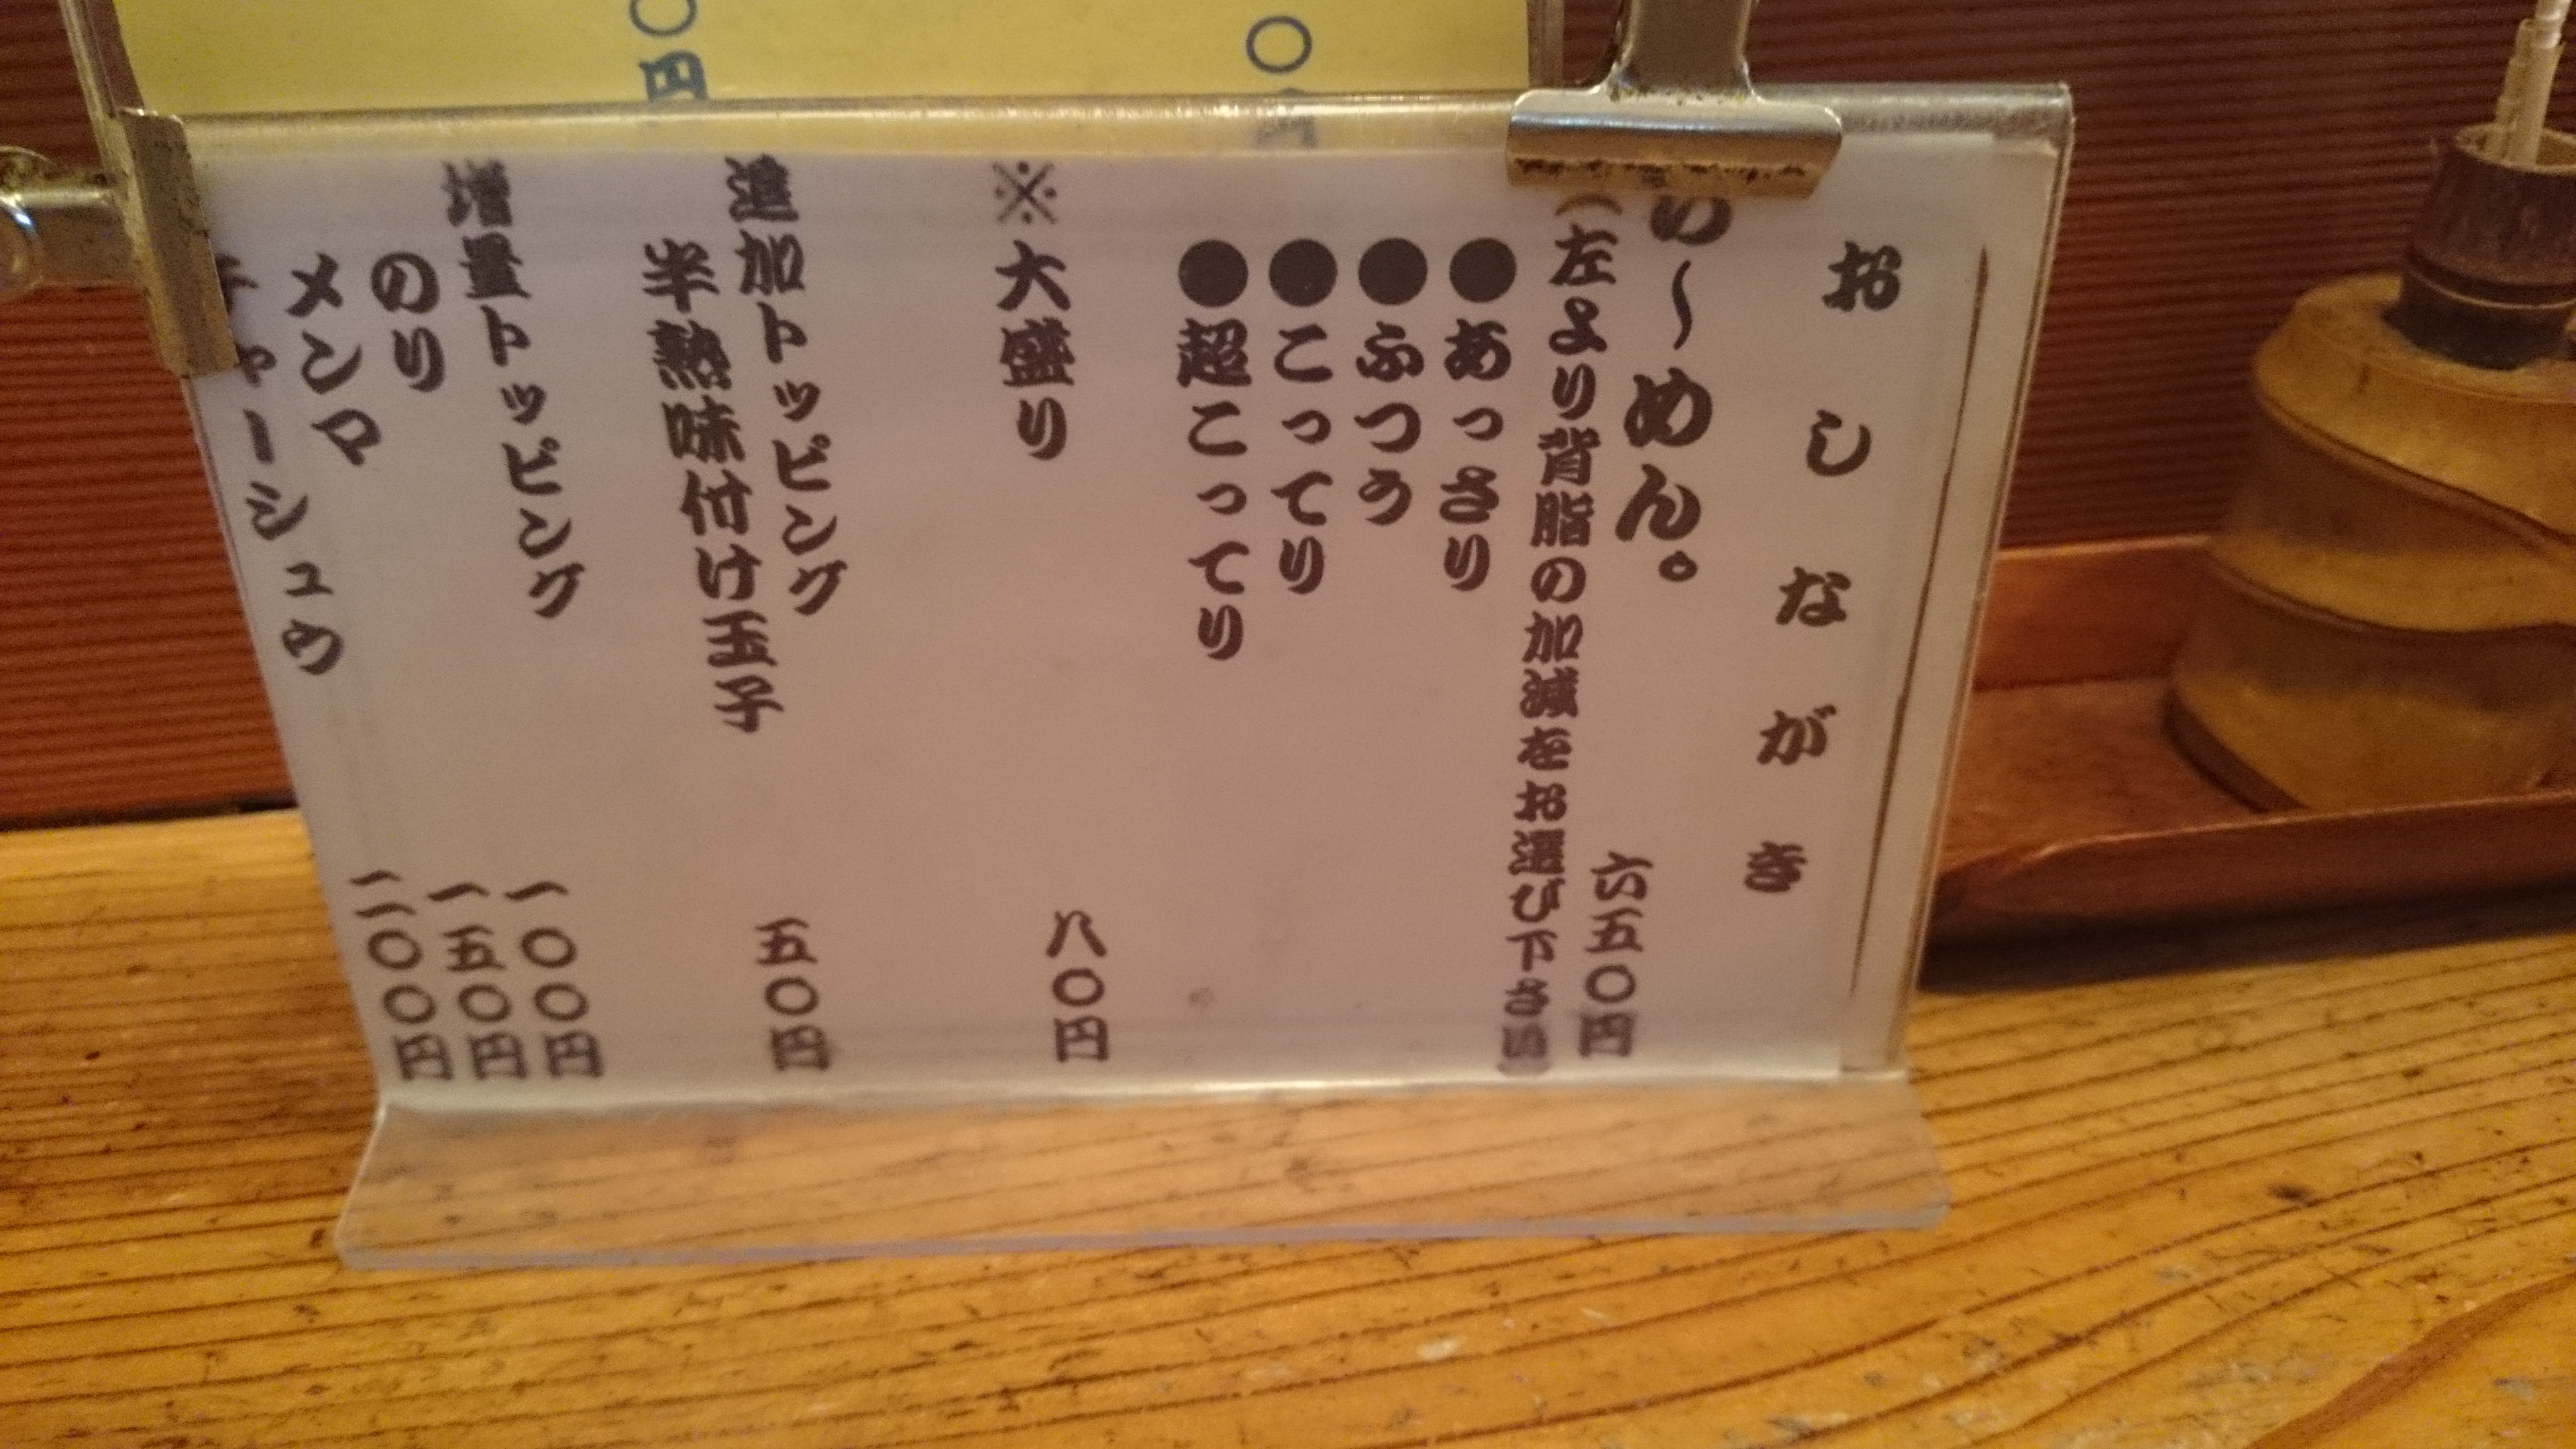 おしながき
め〜めん。
六五〇円
（左より背脂の加減をお選び下さい）
●あっさり
●ふつう
●こってり
●超こってり
※大盛り
八〇円
追加トッピング
半熟味付け玉子
五〇円
増量トッピング
のり
一〇〇円
メンマ
一五〇円
チャーシュウ
二〇〇円
〇
〇円